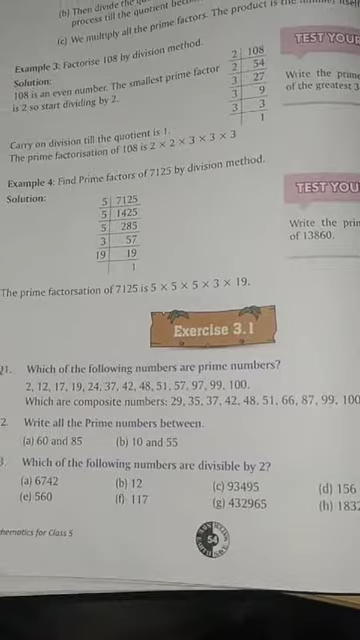 (b) Then divide the
process till the quotient
(c) We multiply all the prime factors. The product is the
Example 3: Factorise 108 by division method.
Solution:
108 is an even number. The smallest prime factor
is 2 so start dividing by 2.
2 108
2 54
3 27
3 9
3 3
1
TEST YOUR
Write the prime
of the greatest 3
Carry on division till the quotient is 1.
The prime factorisation of 108 is 2 × 2 × 3 × 3 × 3
Example 4: Find Prime factors of 7125 by division method.
Solution:
5 7125
5 1425
5 285
3 57
19 19
1
TEST YOU
Write the prim
of 13860.
The prime factorsation of 7125 is 5 × 5 × 5 × 3 × 19.
Exercise 3.1
Q1. Which of the following numbers are prime numbers?
2, 12, 17, 19, 24, 37, 42, 48, 51, 57, 97, 99, 100.
Which are composite numbers: 29, 35, 37, 42, 48, 51, 66, 87, 99, 100
2. Write all the Prime numbers between.
(a) 60 and 85 (b) 10 and 55
3. Which of the following numbers are divisible by 2?
(a) 6742 (b) 12 (c) 93495 (d) 156
(e) 560 (f) 117 (g) 432965 (h) 1832
hematics for Class 5
54